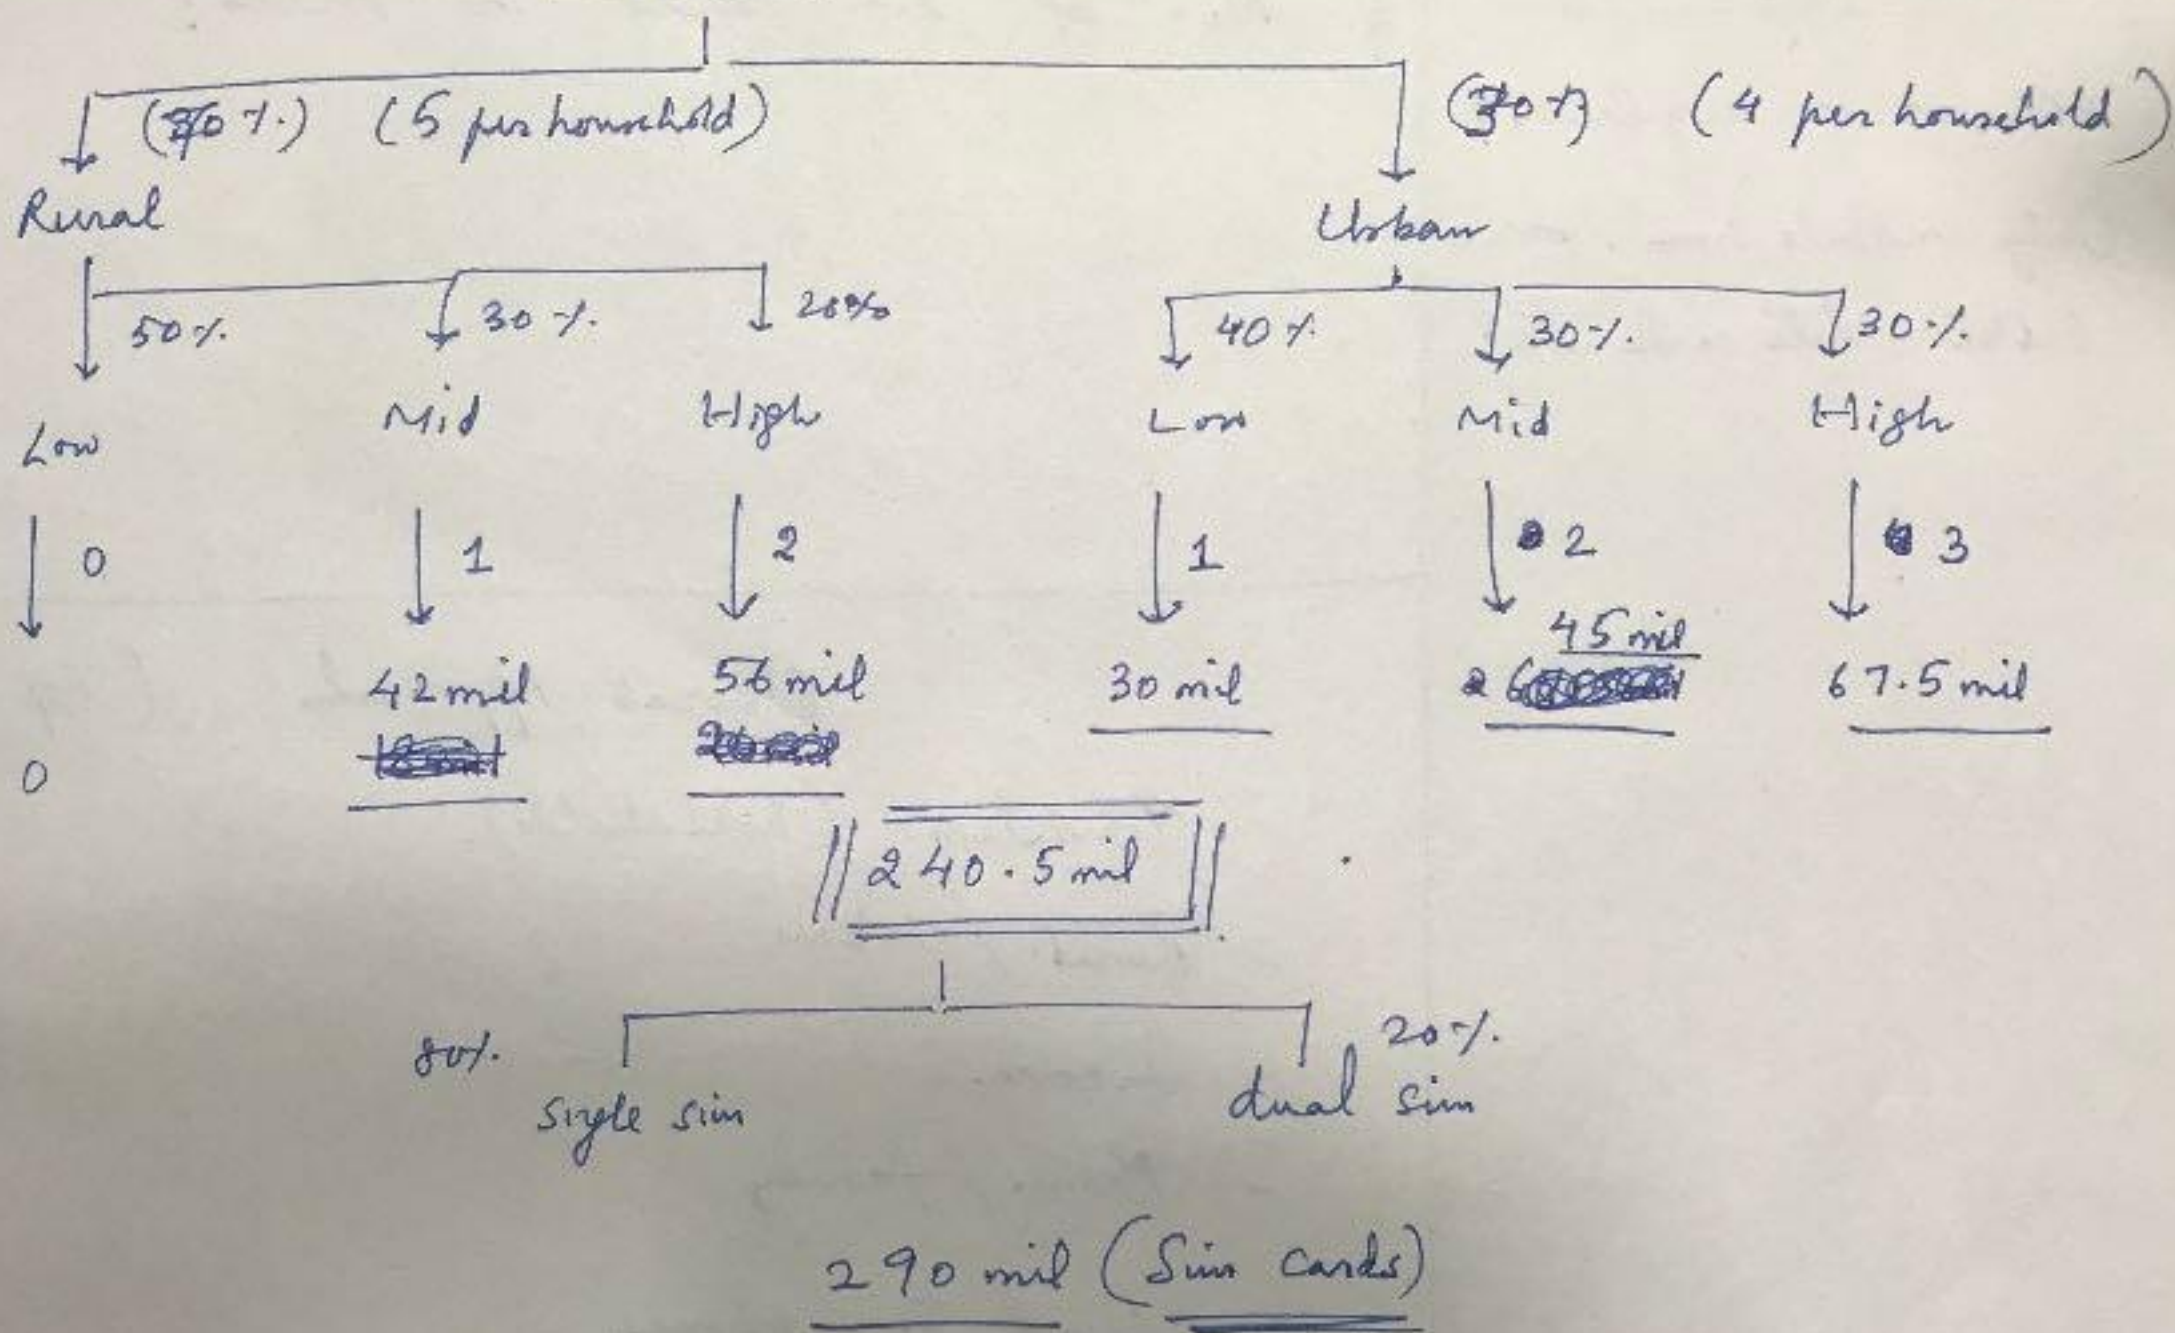 (70%) (5 per household)
(30%) (4 per household)
Rural
Urban
50% 30% 20%
40% 30% 30%
Low Mid High
Low Mid High
0 1 2
1 2 3
45 mil
42 mil 56 mil 30 mil 67.5 mil
0
240.5 mil
80% 20%
single sim dual sim
290 mil (Sim cards)